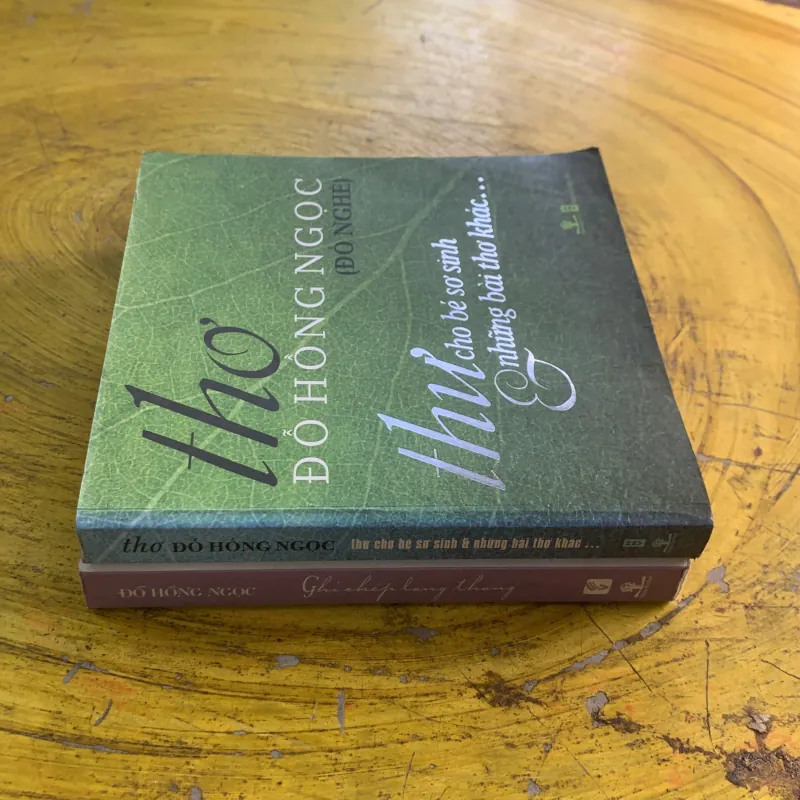 thơ
ĐỖ HỒNG NGỌC
(ĐỖ NGHÊ)
thư
cho bé sơ sinh
& những bài thơ khác...
thơ ĐỖ HỒNG NGỌC thư cho bé sơ sinh & những bài thơ khác ...
ĐỖ HỒNG NGỌC Ghi chép lang thang